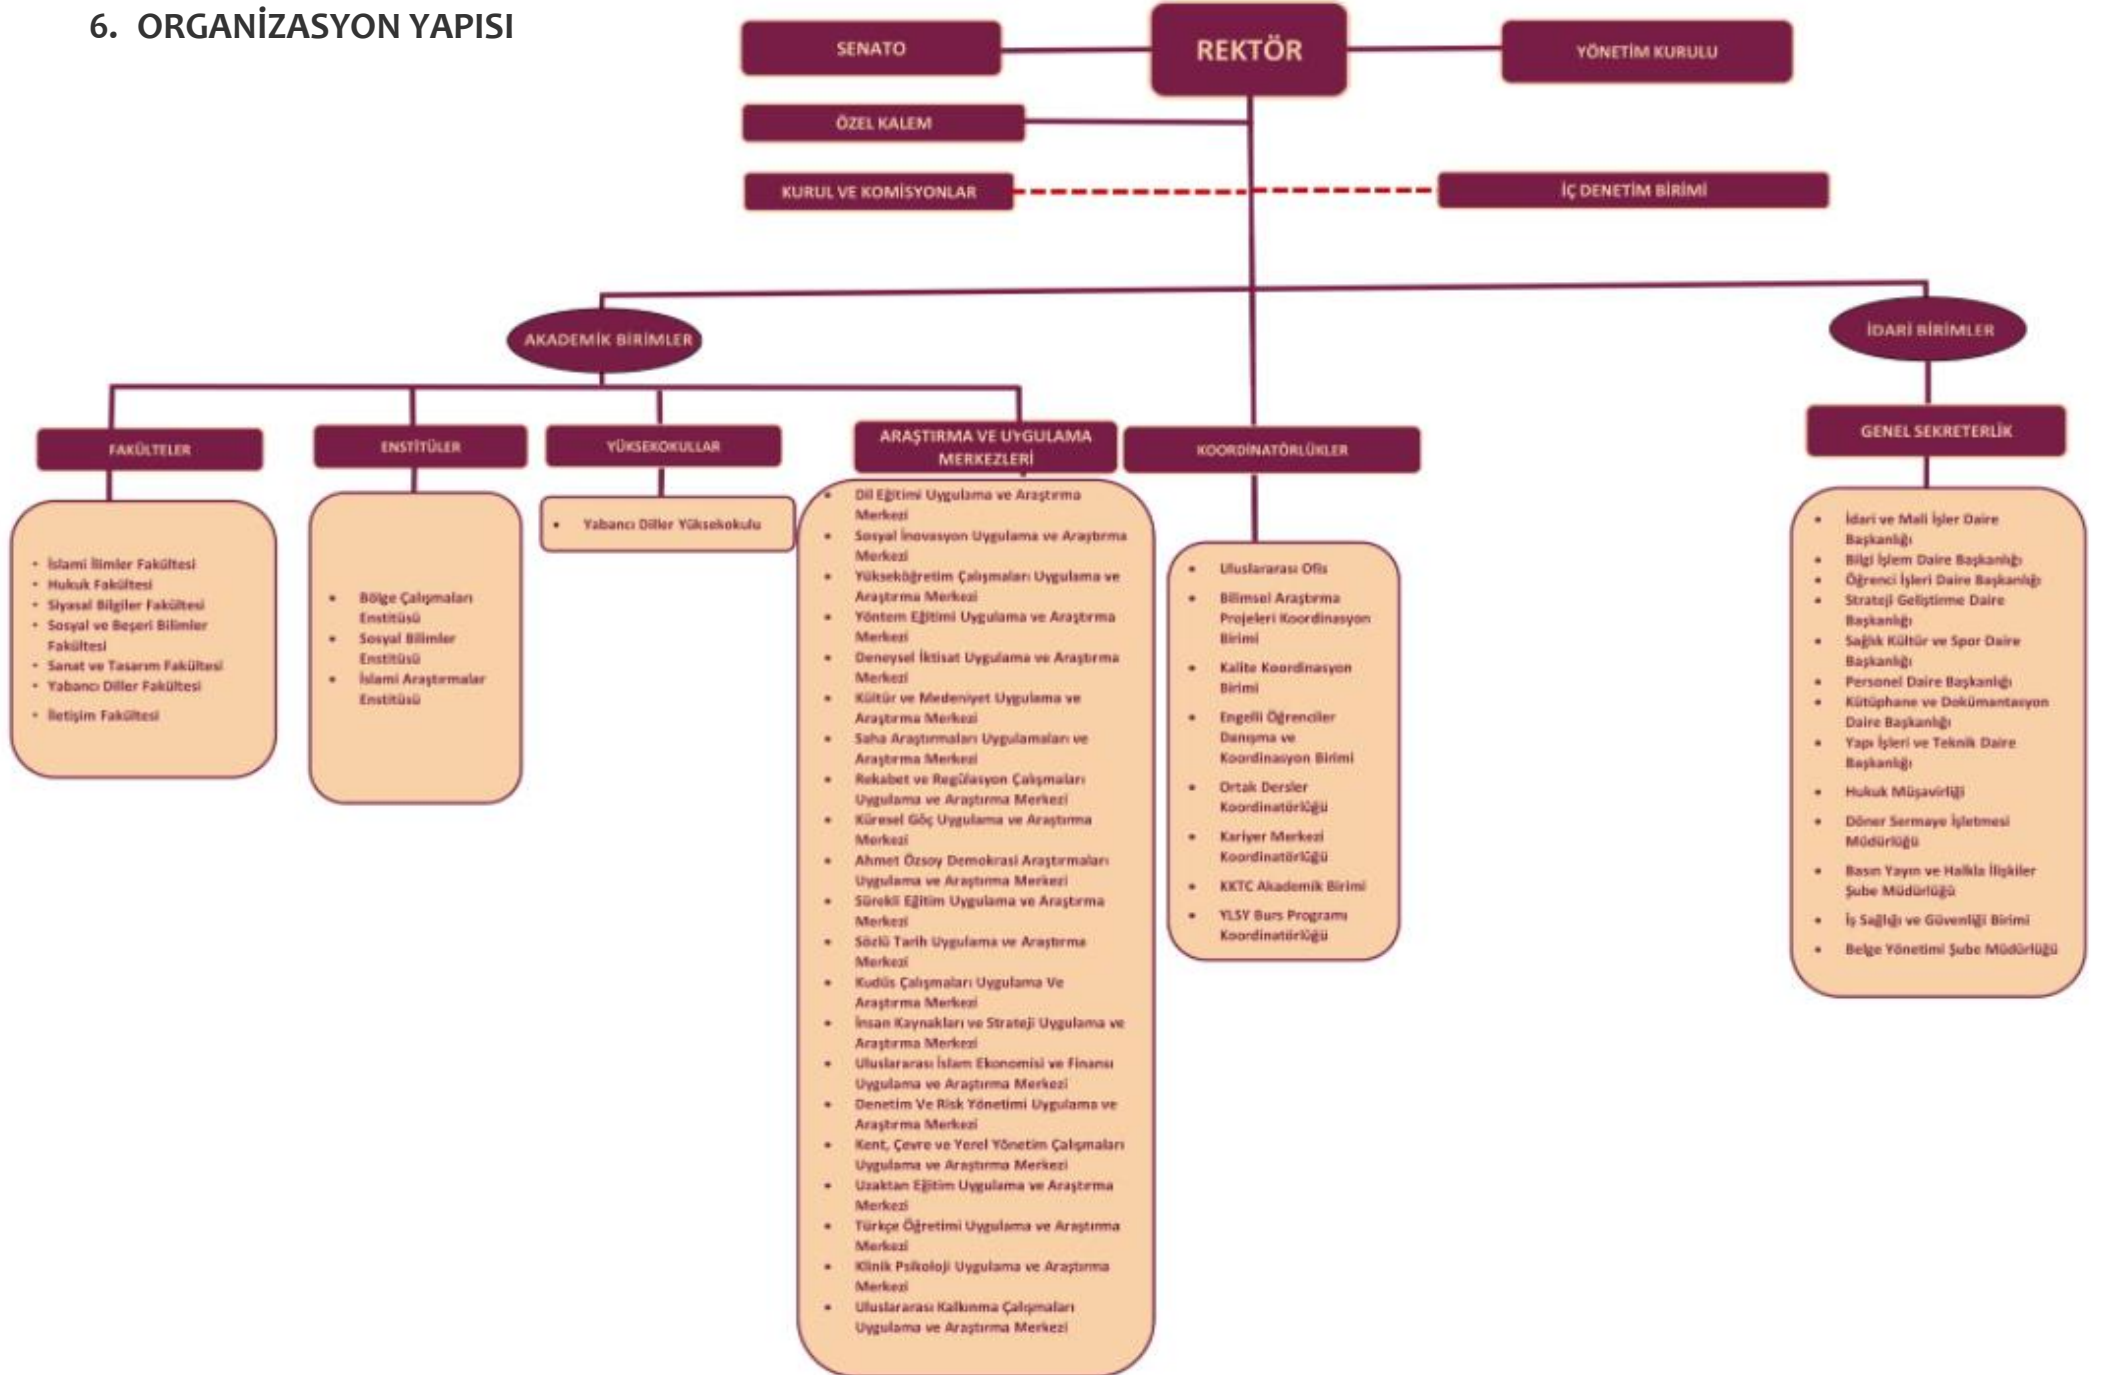 6. ORGANİZASYON YAPISI
SENATO
REKTÖR
YÖNETİM KURULU
ÖZEL KALEM
KURUL VE KOMİSYONLAR
İÇ DENETİM BİRİMİ
AKADEMİK BİRİMLER
İDARİ BİRİMLER
FAKÜLTELER
• İslami İlimler Fakültesi
• Hukuk Fakültesi
• Siyasal Bilgiler Fakültesi
• Sosyal ve Beşeri Bilimler
Fakültesi
• Sanat ve Tasarım Fakültesi
• Yabancı Diller Fakültesi
• İletişim Fakültesi
ENSTİTÜLER
• Bölge Çalışmaları
Enstitüsü
• Sosyal Bilimler
Enstitüsü
• İslami Araştırmalar
Enstitüsü
YÜKSEKOKULLAR
• Yabancı Diller Yüksekokulu
ARAŞTIRMA VE UYGULAMA
MERKEZLERİ
• Dil Eğitimi Uygulama ve Araştırma
Merkezi
• Sosyal İnovasyon Uygulama ve Araştırma
Merkezi
• Yükseköğretim Çalışmaları Uygulama ve
Araştırma Merkezi
• Yöntem Eğitimi Uygulama ve Araştırma
Merkezi
• Deneysel İktisat Uygulama ve Araştırma
Merkezi
• Kültür ve Medeniyet Uygulama ve
Araştırma Merkezi
• Saha Araştırmaları Uygulamaları ve
Araştırma Merkezi
• Rekabet ve Regülasyon Çalışmaları
Uygulama ve Araştırma Merkezi
• Küresel Göç Uygulama ve Araştırma
Merkezi
• Ahmet Özsoy Demokrasi Araştırmaları
Uygulama ve Araştırma Merkezi
• Sürekli Eğitim Uygulama ve Araştırma
Merkezi
• Sözlü Tarih Uygulama ve Araştırma
Merkezi
• Kudüs Çalışmaları Uygulama Ve
Araştırma Merkezi
• İnsan Kaynakları ve Strateji Uygulama ve
Araştırma Merkezi
• Uluslararası İslam Ekonomisi ve Finansı
Uygulama ve Araştırma Merkezi
• Denetim Ve Risk Yönetimi Uygulama ve
Araştırma Merkezi
• Kent, Çevre ve Yerel Yönetim Çalışmaları
Uygulama ve Araştırma Merkezi
• Uzaktan Eğitim Uygulama ve Araştırma
Merkezi
• Türkçe Öğretimi Uygulama ve Araştırma
Merkezi
• Klinik Psikoloji Uygulama ve Araştırma
Merkezi
• Uluslararası Kalkınma Çalışmaları
Uygulama ve Araştırma Merkezi
KOORDİNATÖRLÜKLER
• Uluslararası Ofis
• Bilimsel Araştırma
Projeleri Koordinasyon
Birimi
• Kalite Koordinasyon
Birimi
• Engelli Öğrenciler
Danışma ve
Koordinasyon Birimi
• Ortak Dersler
Koordinatörlüğü
• Kariyer Merkezi
Koordinatörlüğü
• KKTC Akademik Birimi
• YLSY Burs Programı
Koordinatörlüğü
GENEL SEKRETERLİK
• İdari ve Mali İşler Daire
Başkanlığı
• Bilgi İşlem Daire Başkanlığı
• Öğrenci İşleri Daire Başkanlığı
• Strateji Geliştirme Daire
Başkanlığı
• Sağlık Kültür ve Spor Daire
Başkanlığı
• Personel Daire Başkanlığı
• Kütüphane ve Dokümantasyon
Daire Başkanlığı
• Yapı İşleri ve Teknik Daire
Başkanlığı
• Hukuk Müşavirliği
• Döner Sermaye İşletmesi
Müdürlüğü
• Basın Yayın ve Halkla İlişkiler
Şube Müdürlüğü
• İş Sağlığı ve Güvenliği Birimi
• Belge Yönetimi Şube Müdürlüğü